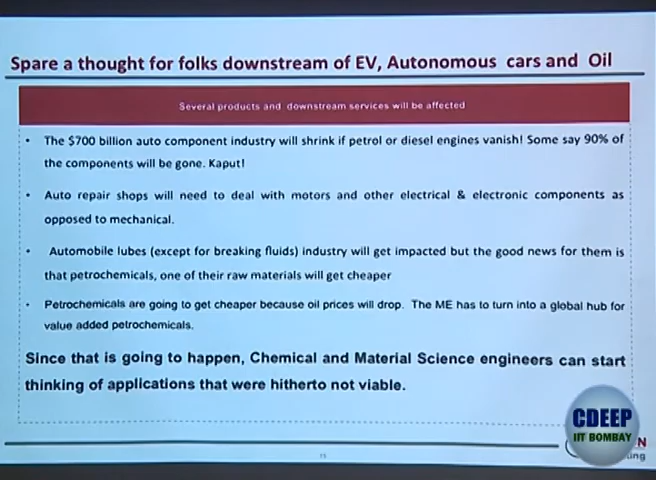 Spare a thought for folks downstream of EV, Autonomous cars and Oil
Several products and downstream services will be affected
• The $700 billion auto component industry will shrink if petrol or diesel engines vanish! Some say 90% of
the components will be gone. Kaput!
• Auto repair shops will need to deal with motors and other electrical & electronic components as
opposed to mechanical.
• Automobile lubes (except for breaking fluids) industry will get impacted but the good news for them is
that petrochemicals, one of their raw materials will get cheaper
• Petrochemicals are going to get cheaper because oil prices will drop. The ME has to turn into a global hub for
value added petrochemicals.
Since that is going to happen, Chemical and Material Science engineers can start
thinking of applications that were hitherto not viable.
CDEEP
IIT BOMBAY